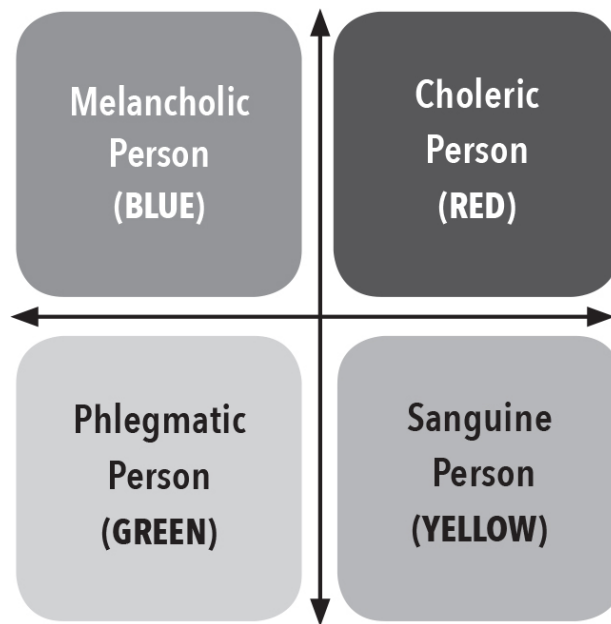 Melancholic
Person
(BLUE)
Choleric
Person
(RED)
Phlegmatic
Person
(GREEN)
Sanguine
Person
(YELLOW)